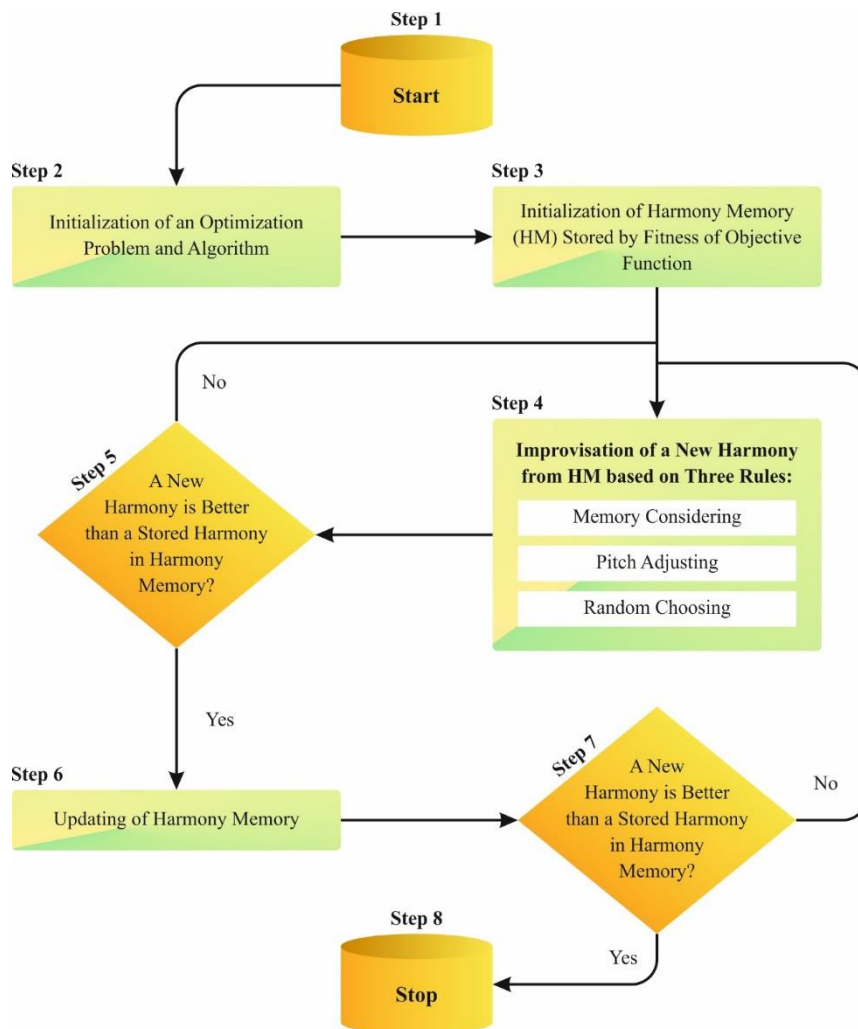 Step 1
Start
Step 2
Initialization of an Optimization
Problem and Algorithm
Step 3
Initialization of Harmony Memory
(HM) Stored by Fitness of Objective
Function
No
Step 4
Improvisation of a New Harmony
from HM based on Three Rules:
Memory Considering
Pitch Adjusting
Random Choosing
Step 5
A New
Harmony is Better
than a Stored Harmony
in Harmony
Memory?
Yes
Step 6
Updating of Harmony Memory
Step 7
A New
Harmony is Better
than a Stored Harmony
in Harmony
Memory?
No
Yes
Step 8
Stop